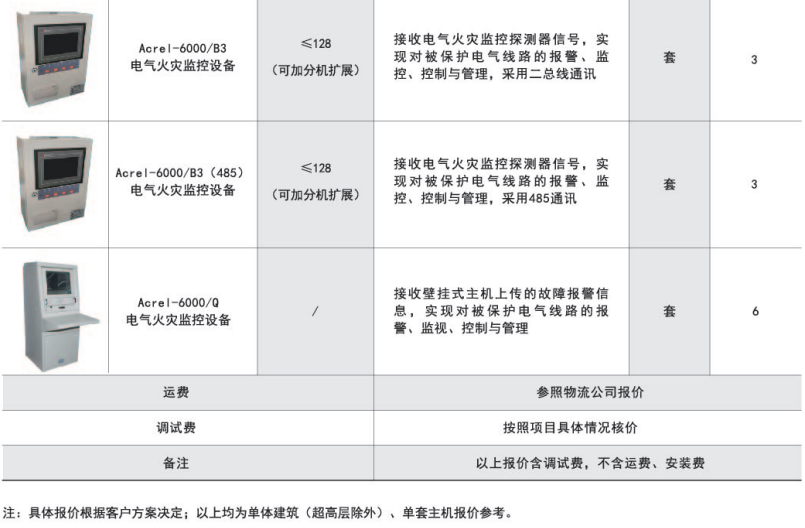 Acrel-6000/B3
电气火灾监控设备
≤128
（可加分机扩展）
接收电气火灾监控探测器信号，实
现对被保护电气线路的报警、监
控、控制与管理，采用二总线通讯
套
3
Acrel-6000/B3（485）
电气火灾监控设备
≤128
（可加分机扩展）
接收电气火灾监控探测器信号，实
现对被保护电气线路的报警、监
控、控制与管理，采用485通讯
套
3
Acrel-6000/Q
电气火灾监控设备
/
接收壁挂式主机上传的故障报警信
息，实现对被保护电气线路的报
警、监视、控制与管理
套
6
运费
参照物流公司报价
调试费
按照项目具体情况核价
备注
以上报价含调试费，不含运费、安装费
注：具体报价根据客户方案决定；以上均为单体建筑（超高层除外）、单套主机报价参考。